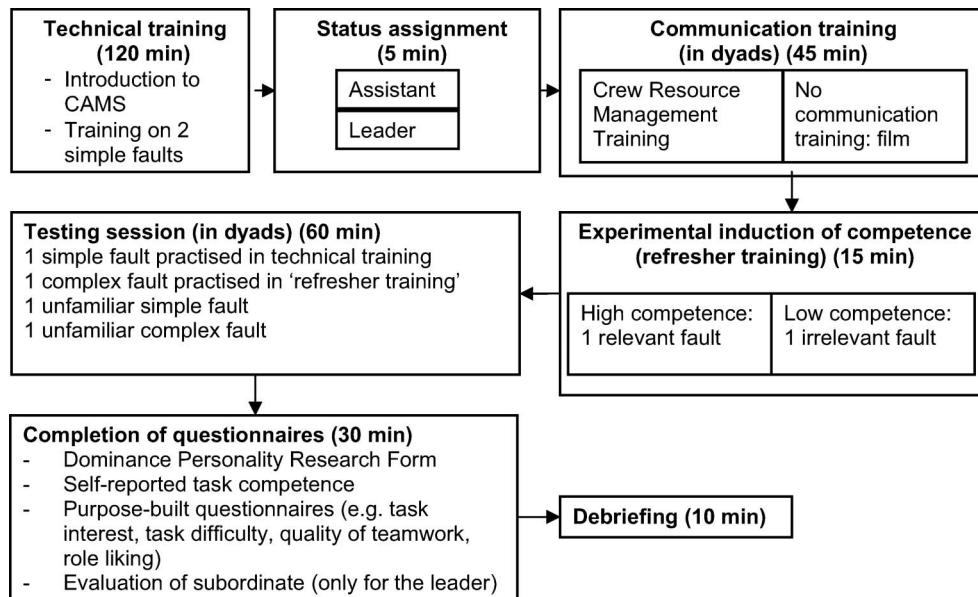 Technical training
(120 min)
- Introduction to
CAMS
- Training on 2
simple faults
Status assignment
(5 min)
Assistant
Leader
Communication training
(in dyads) (45 min)
Crew Resource
Management
Training
No
communication
training: film
Experimental induction of competence
(refresher training) (15 min)
High competence:
1 relevant fault
Low competence:
1 irrelevant fault
Testing session (in dyads) (60 min)
1 simple fault practised in technical training
1 complex fault practised in ‘refresher training’
1 unfamiliar simple fault
1 unfamiliar complex fault
Completion of questionnaires (30 min)
- Dominance Personality Research Form
- Self-reported task competence
- Purpose-built questionnaires (e.g. task
interest, task difficulty, quality of teamwork,
role liking)
- Evaluation of subordinate (only for the leader)
Debriefing (10 min)